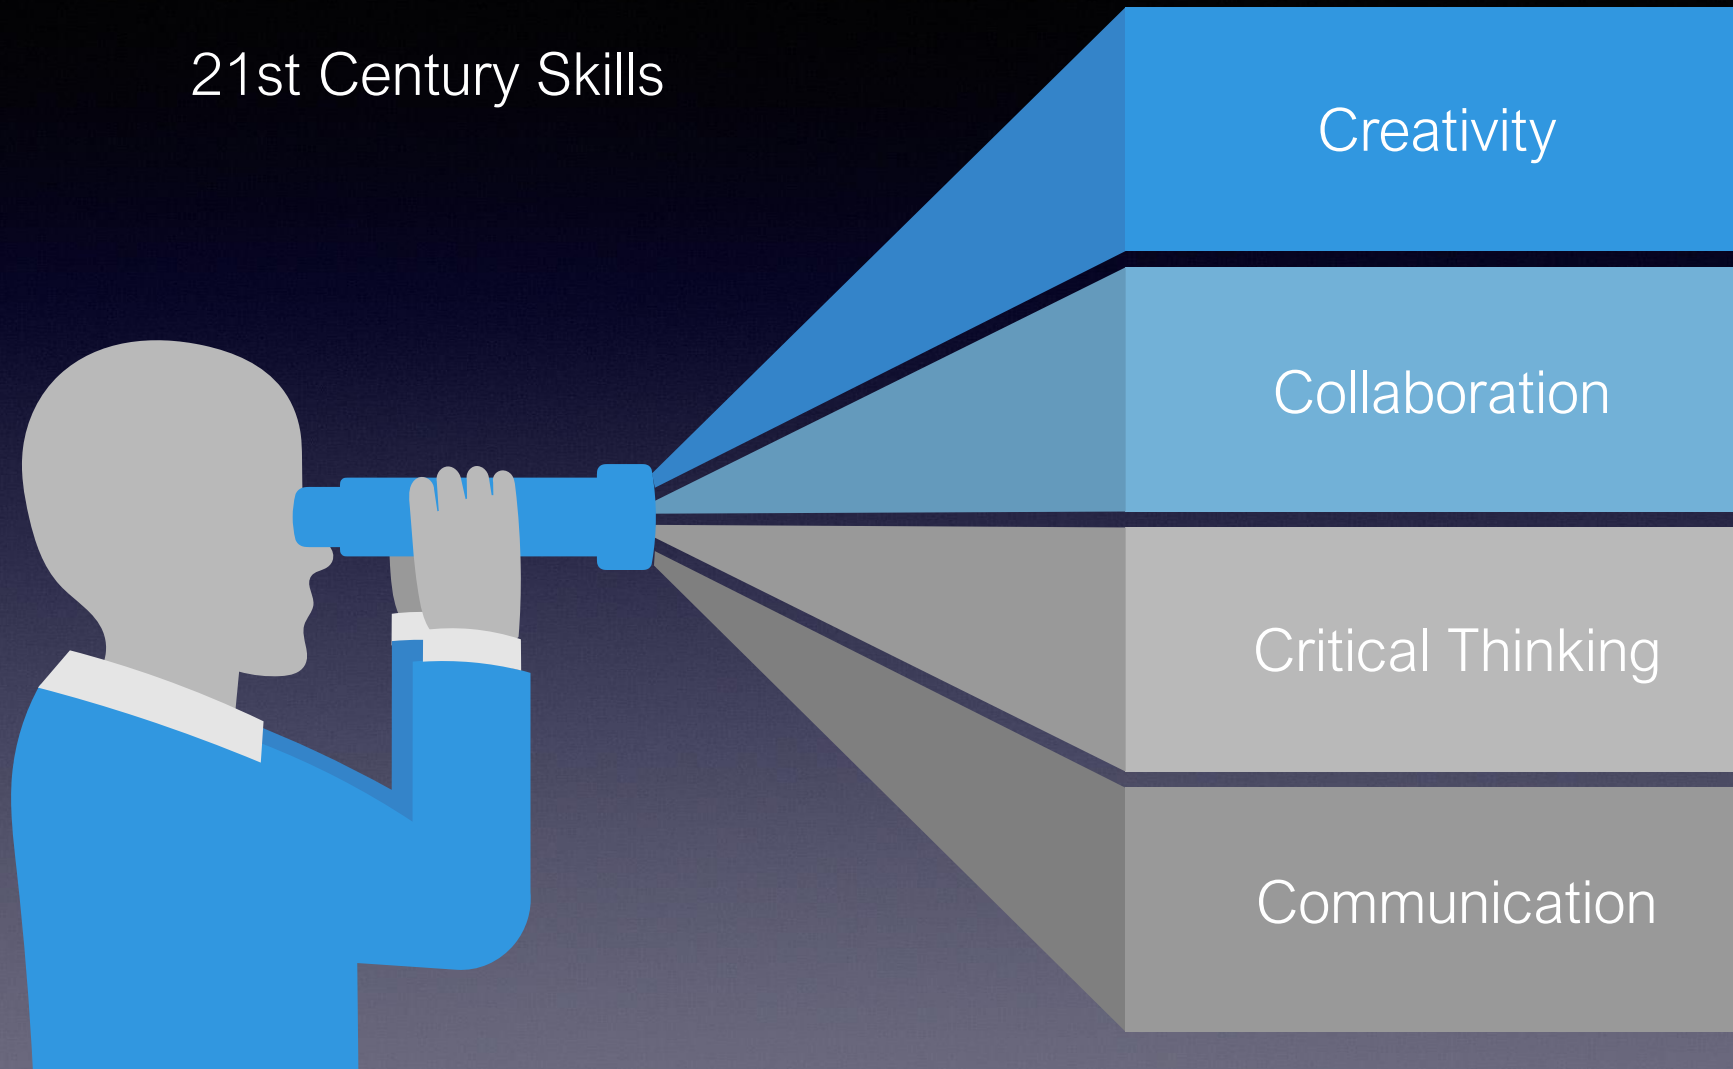 21st Century Skills
Creativity
Collaboration
Critical Thinking
Communication